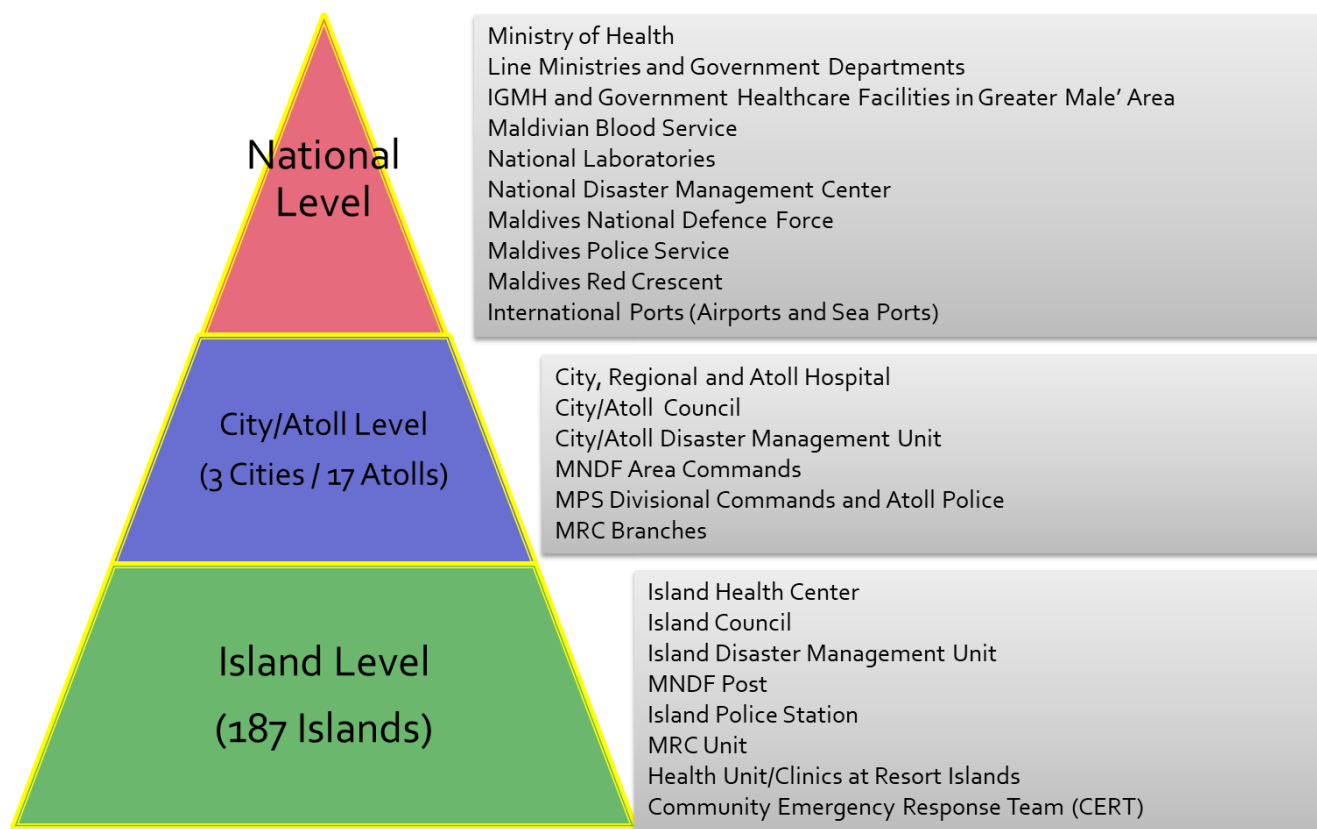 National
Level
Ministry of Health
Line Ministries and Government Departments
IGMH and Government Healthcare Facilities in Greater Male’ Area
Maldivian Blood Service
National Laboratories
National Disaster Management Center
Maldives National Defence Force
Maldives Police Service
Maldives Red Crescent
International Ports (Airports and Sea Ports)
City/Atoll Level
(3 Cities / 17 Atolls)
City, Regional and Atoll Hospital
City/Atoll Council
City/Atoll Disaster Management Unit
MNDF Area Commands
MPS Divisional Commands and Atoll Police
MRC Branches
Island Level
(187 Islands)
Island Health Center
Island Council
Island Disaster Management Unit
MNDF Post
Island Police Station
MRC Unit
Health Unit/Clinics at Resort Islands
Community Emergency Response Team (CERT)